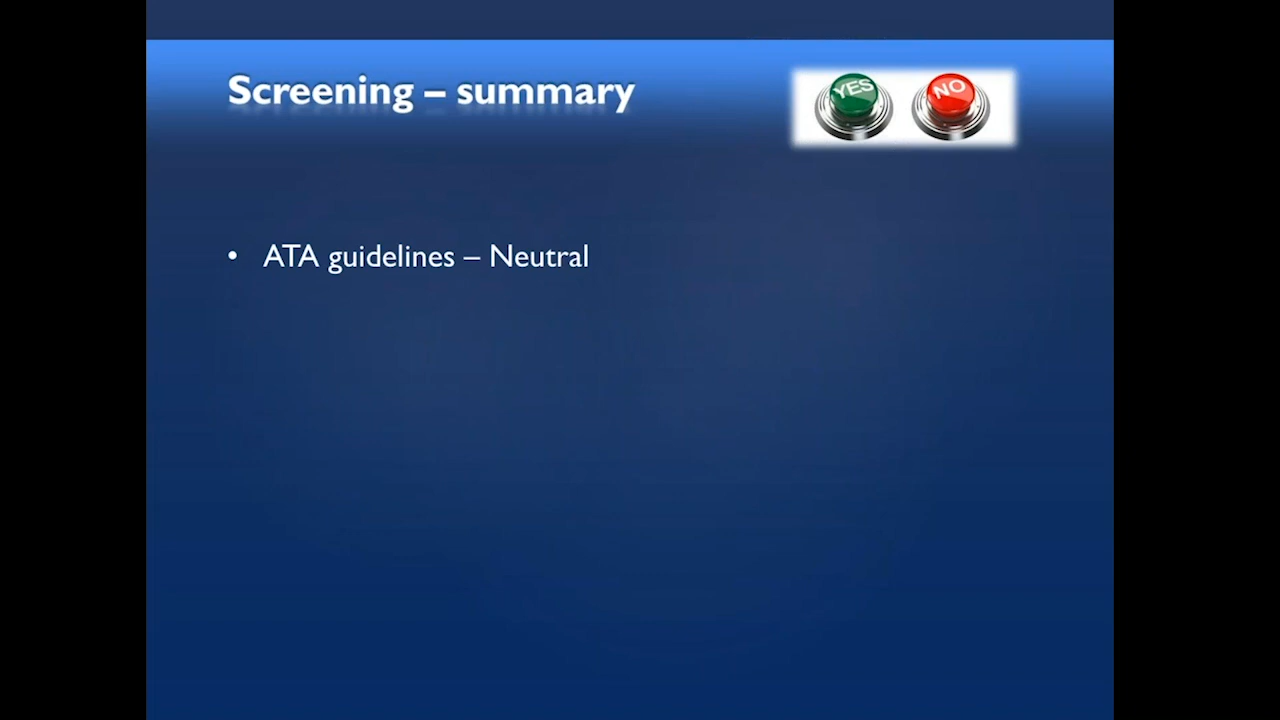 Screening – summary
YES NO
• ATA guidelines – Neutral